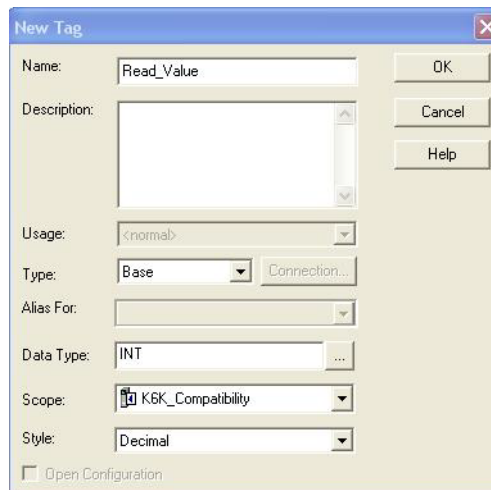 New Tag
Name: Read_Value OK
Description: Cancel
Help
Usage: <normal>
Type: Base Connection...
Alias For:
Data Type: INT ...
Scope: K6K_Compatibility
Style: Decimal
Open Configuration